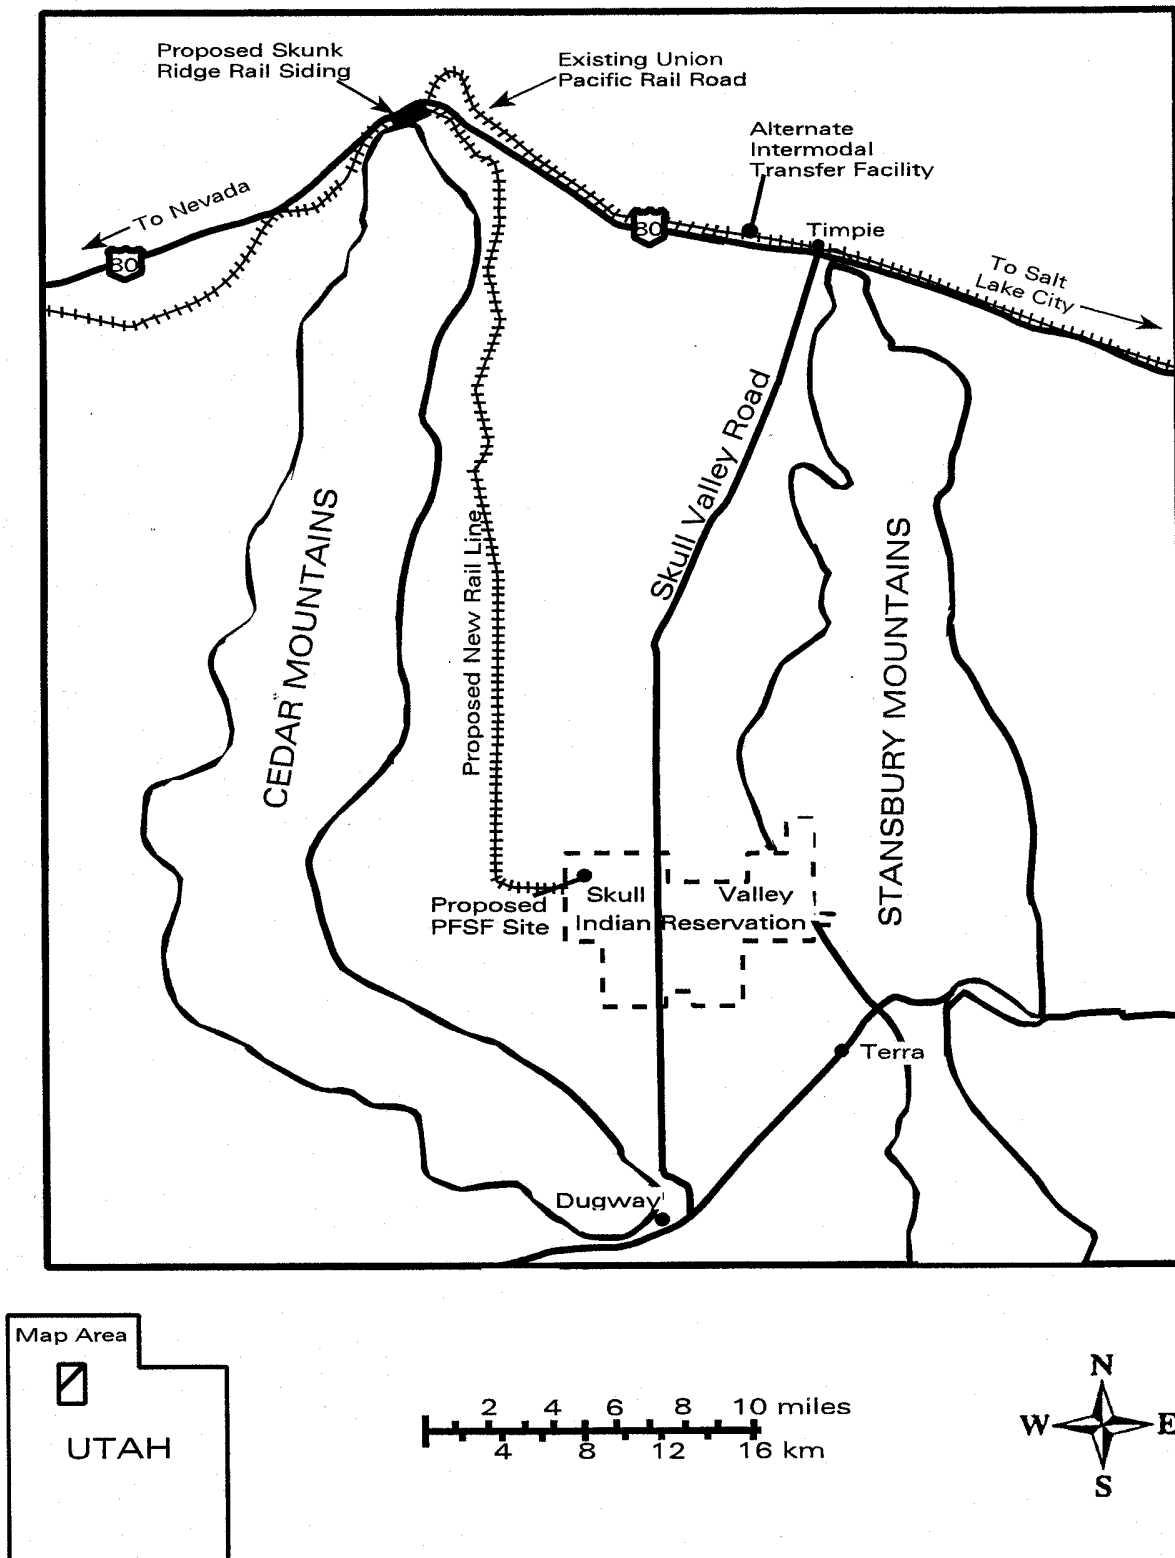 Proposed Skunk
Ridge Rail Siding
Existing Union
Pacific Rail Road
Alternate
Intermodal
Transfer Facility
To Nevada
80
80
Timpie
To Salt
Lake City
Skull Valley Road
CEDAR MOUNTAINS
Proposed New Rail Line
STANSBURY MOUNTAINS
Skull Valley
Indian Reservation
Proposed
PFSF Site
Terra
Dugway
Map Area
UTAH
2 4 6 8 10 miles
4 8 12 16 km
N
W E
S